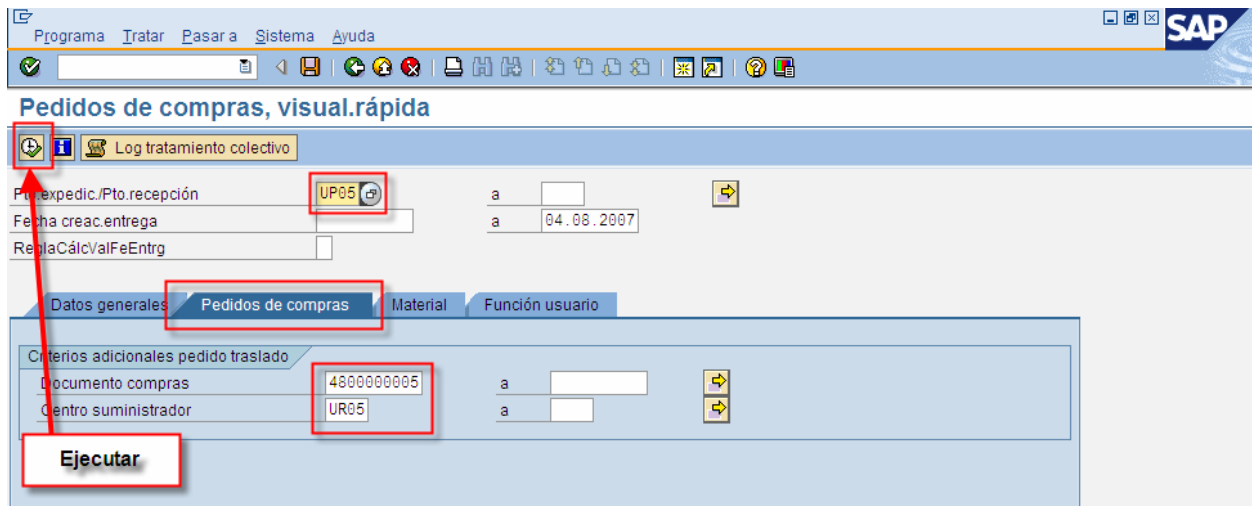 Programa Tratar Pasar a Sistema Ayuda
SAP
Pedidos de compras, visual.rápida
Log tratamiento colectivo
Pto.expedic./Pto.recepción UP05 a
Fecha creac.entrega a 04.08.2007
ReglaCálcValFeEntrg
Datos generales Pedidos de compras Material Función usuario
Criterios adicionales pedido traslado
Documento compras 4800000005 a
Centro suministrador UR05 a
Ejecutar